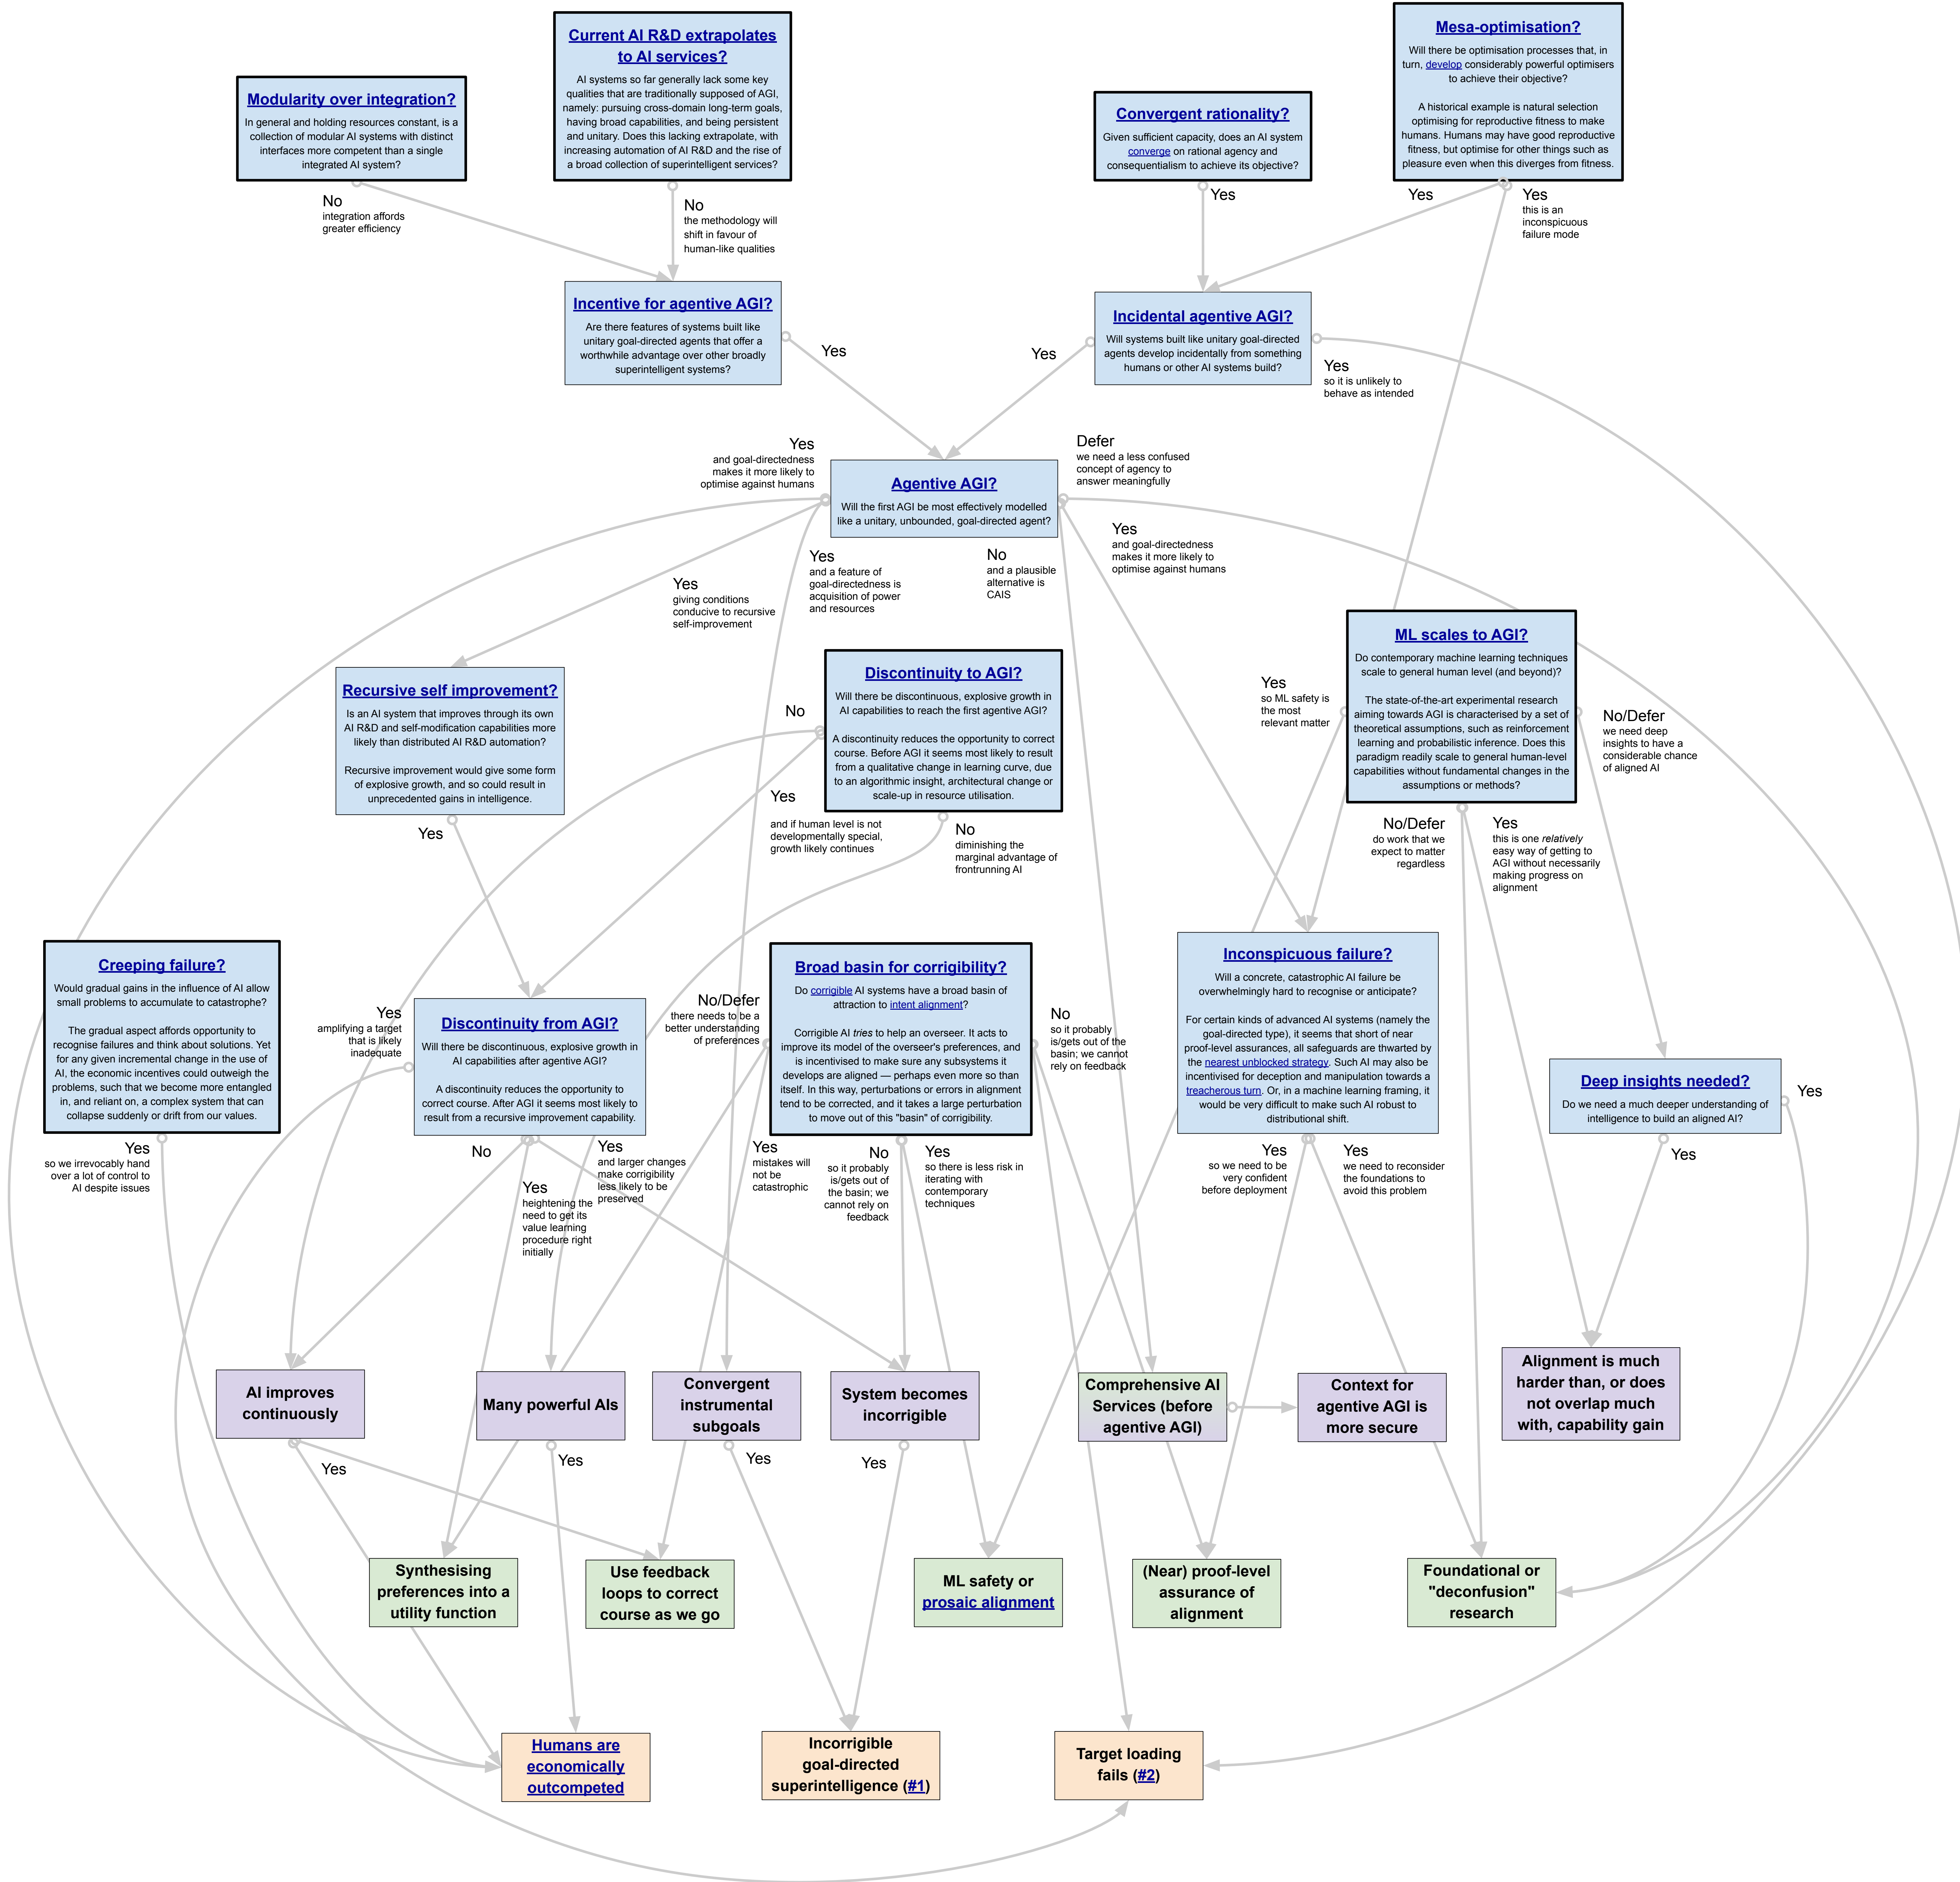 Current AI R&D extrapolates
to AI services?
AI systems so far generally lack some key
qualities that are traditionally supposed of AGI,
namely: pursuing cross-domain long-term goals,
having broad capabilities, and being persistent
and unitary. Does this lacking extrapolate, with
increasing automation of AI R&D and the rise of
a broad collection of superintelligent services?
Mesa-optimisation?
Will there be optimisation processes that, in
turn, develop considerably powerful optimisers
to achieve their objective?
A historical example is natural selection
optimising for reproductive fitness to make
humans. Humans may have good reproductive
fitness, but optimise for other things such as
pleasure even when this diverges from fitness.
Modularity over integration?
In general and holding resources constant, is a
collection of modular AI systems with distinct
interfaces more competent than a single
integrated AI system?
Convergent rationality?
Given sufficient capacity, does an AI system
converge on rational agency and
consequentialism to achieve its objective?
No
integration affords
greater efficiency
No
the methodology will
shift in favour of
human-like qualities
Yes
Yes
Yes
this is an
inconspicuous
failure mode
Incentive for agentive AGI?
Are there features of systems built like
unitary goal-directed agents that offer a
worthwhile advantage over other broadly
superintelligent systems?
Incidental agentive AGI?
Will systems built like unitary goal-directed
agents develop incidentally from something
humans or other AI systems build?
Yes
Yes
Yes
so it is unlikely to
behave as intended
Yes
and goal-directedness
makes it more likely to
optimise against humans
Defer
we need a less confused
concept of agency to
answer meaningfully
Agentive AGI?
Will the first AGI be most effectively modelled
like a unitary, unbounded, goal-directed agent?
Yes
giving conditions
conducive to recursive
self-improvement
Yes
and a feature of
goal-directedness is
acquisition of power
and resources
No
and a plausible
alternative is
CAIS
Yes
and goal-directedness
makes it more likely to
optimise against humans
Recursive self improvement?
Is an AI system that improves through its own
AI R&D and self-modification capabilities more
likely than distributed AI R&D automation?
Recursive improvement would give some form
of explosive growth, and so could result in
unprecedented gains in intelligence.
Discontinuity to AGI?
Will there be discontinuous, explosive growth in
AI capabilities to reach the first agentive AGI?
A discontinuity reduces the opportunity to correct
course. Before AGI it seems most likely to result
from a qualitative change in learning curve, due
to an algorithmic insight, architectural change or
scale-up in resource utilisation.
ML scales to AGI?
Do contemporary machine learning techniques
scale to general human level (and beyond)?
The state-of-the-art experimental research
aiming towards AGI is characterised by a set of
theoretical assumptions, such as reinforcement
learning and probabilistic inference. Does this
paradigm readily scale to general human-level
capabilities without fundamental changes in the
assumptions or methods?
No
Yes
so ML safety is
the most
relevant matter
No/Defer
we need deep
insights to have a
considerable chance
of aligned AI
Yes
Yes
and if human level is not
developmentally special,
growth likely continues
No
diminishing the
marginal advantage of
frontrunning AI
No/Defer
do work that we
expect to matter
regardless
Yes
this is one relatively
easy way of getting to
AGI without necessarily
making progress on
alignment
Creeping failure?
Would gradual gains in the influence of AI allow
small problems to accumulate to catastrophe?
The gradual aspect affords opportunity to
recognise failures and think about solutions. Yet
for any given incremental change in the use of
AI, the economic incentives could outweigh the
problems, such that we become more entangled
in, and reliant on, a complex system that can
collapse suddenly or drift from our values.
Yes
amplifying a target
that is likely
inadequate
Discontinuity from AGI?
Will there be discontinuous, explosive growth in
AI capabilities after agentive AGI?
A discontinuity reduces the opportunity to
correct course. After AGI it seems most likely to
result from a recursive improvement capability.
No/Defer
there needs to be a
better understanding
of preferences
Broad basin for corrigibility?
Do corrigible AI systems have a broad basin of
attraction to intent alignment?
Corrigible AI tries to help an overseer. It acts to
improve its model of the overseer's preferences, and
is incentivised to make sure any subsystems it
develops are aligned — perhaps even more so than
itself. In this way, perturbations or errors in alignment
tend to be corrected, and it takes a large perturbation
to move out of this "basin" of corrigibility.
No
so it probably
is/gets out of the
basin; we cannot
rely on feedback
Inconspicuous failure?
Will a concrete, catastrophic AI failure be
overwhelmingly hard to recognise or anticipate?
For certain kinds of advanced AI systems (namely the
goal-directed type), it seems that short of near
proof-level assurances, all safeguards are thwarted by
the nearest unblocked strategy. Such AI may also be
incentivised for deception and manipulation towards a
treacherous turn. Or, in a machine learning framing, it
would be very difficult to make such AI robust to
distributional shift.
Deep insights needed?
Do we need a much deeper understanding of
intelligence to build an aligned AI?
Yes
Yes
so we irrevocably hand
over a lot of control to
AI despite issues
No
Yes
heightening the
need to get its
value learning
procedure right
initially
Yes
and larger changes
make corrigibility
less likely to be
preserved
Yes
mistakes will
not be
catastrophic
No
so it probably
is/gets out of
the basin; we
cannot rely on
feedback
Yes
so there is less risk in
iterating with
contemporary
techniques
Yes
so we need to be
very confident
before deployment
Yes
we need to reconsider
the foundations to
avoid this problem
Yes
AI improves
continuously
Many powerful AIs
Convergent
instrumental
subgoals
System becomes
incorrigible
Comprehensive AI
Services (before
agentive AGI)
Context for
agentive AGI is
more secure
Alignment is much
harder than, or does
not overlap much
with, capability gain
Yes
Yes
Yes
Yes
Synthesising
preferences into a
utility function
Use feedback
loops to correct
course as we go
ML safety or
prosaic alignment
(Near) proof-level
assurance of
alignment
Foundational or
"deconfusion"
research
Humans are
economically
outcompeted
Incorrigible
goal-directed
superintelligence (#1)
Target loading
fails (#2)